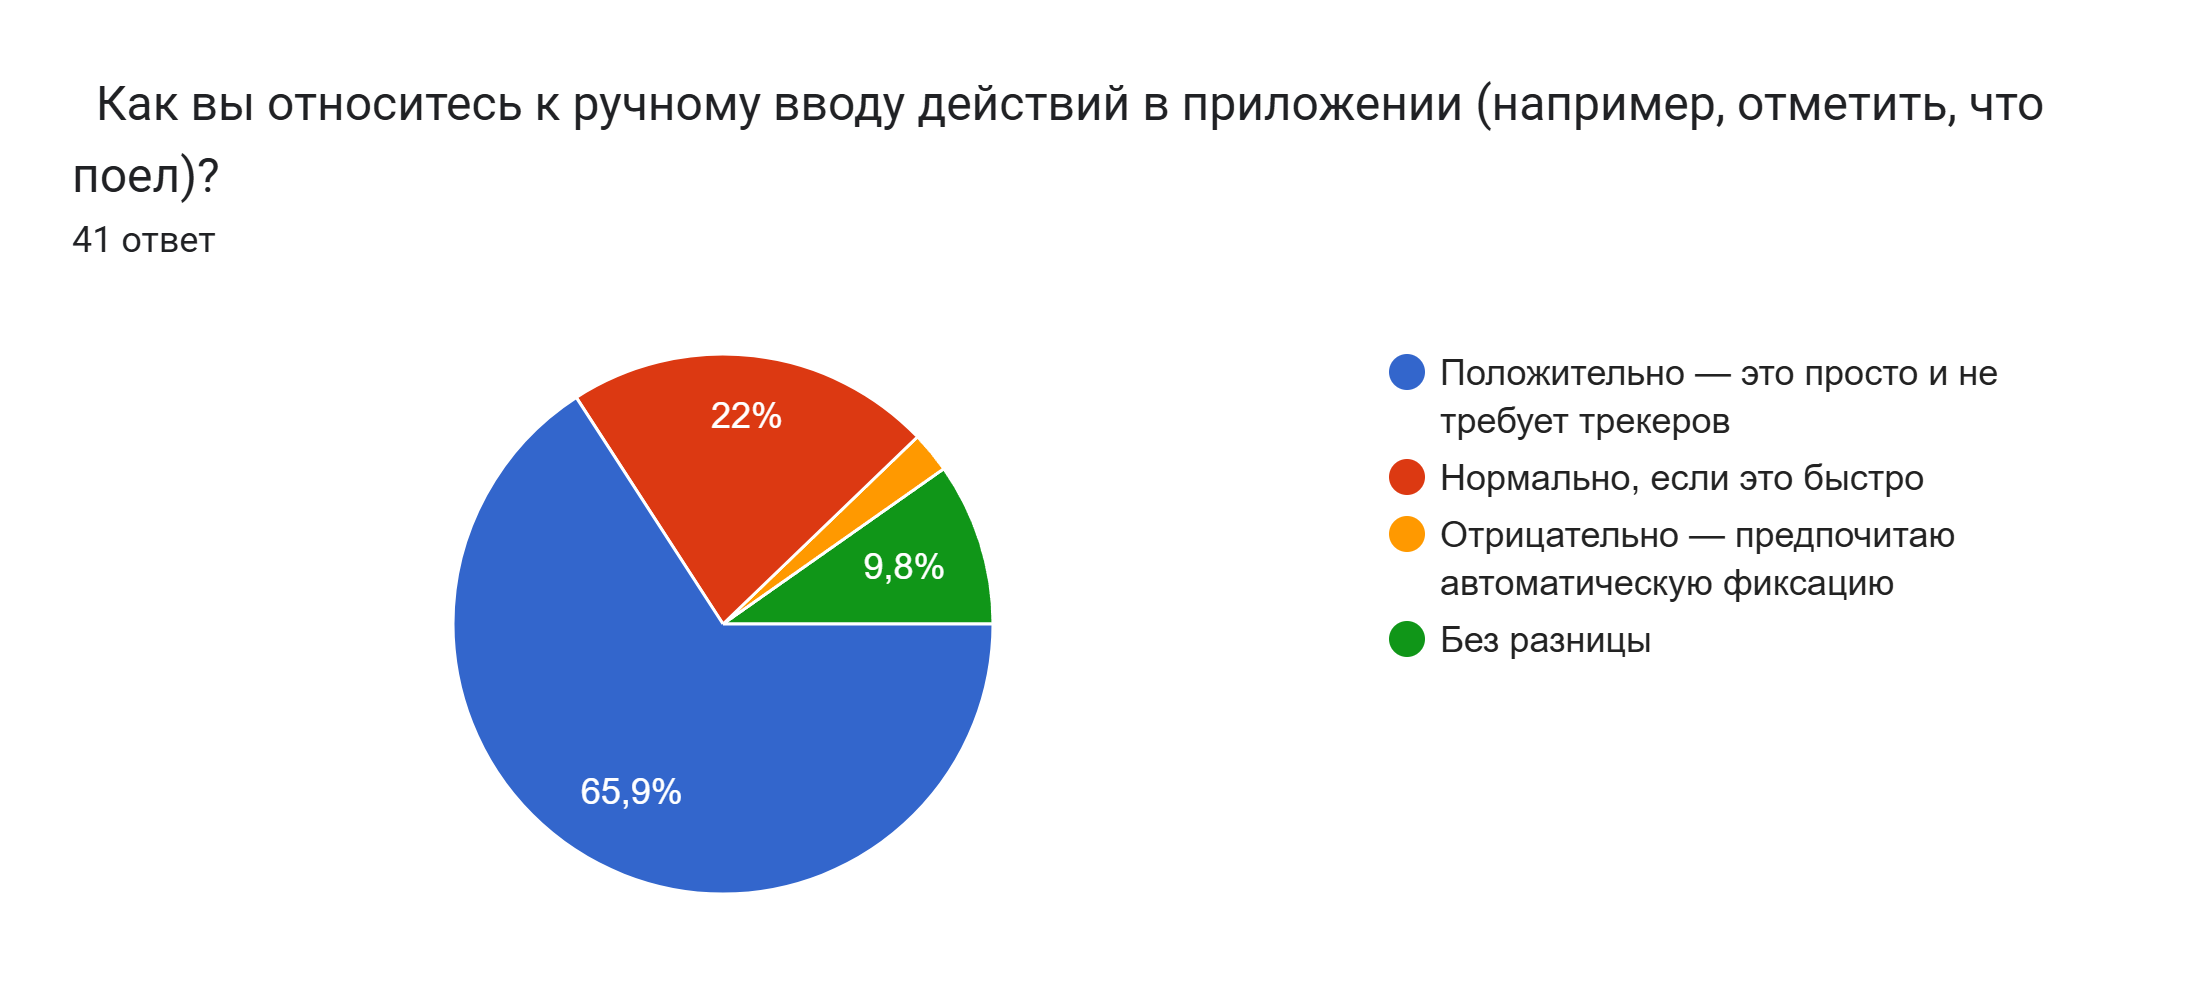 Как вы относитесь к ручному вводу действий в приложении (например, отметить, что
поел)?
41 ответ
22%
9,8%
65,9%
Положительно — это просто и не
требует трекеров
Нормально, если это быстро
Отрицательно — предпочитаю
автоматическую фиксацию
Без разницы